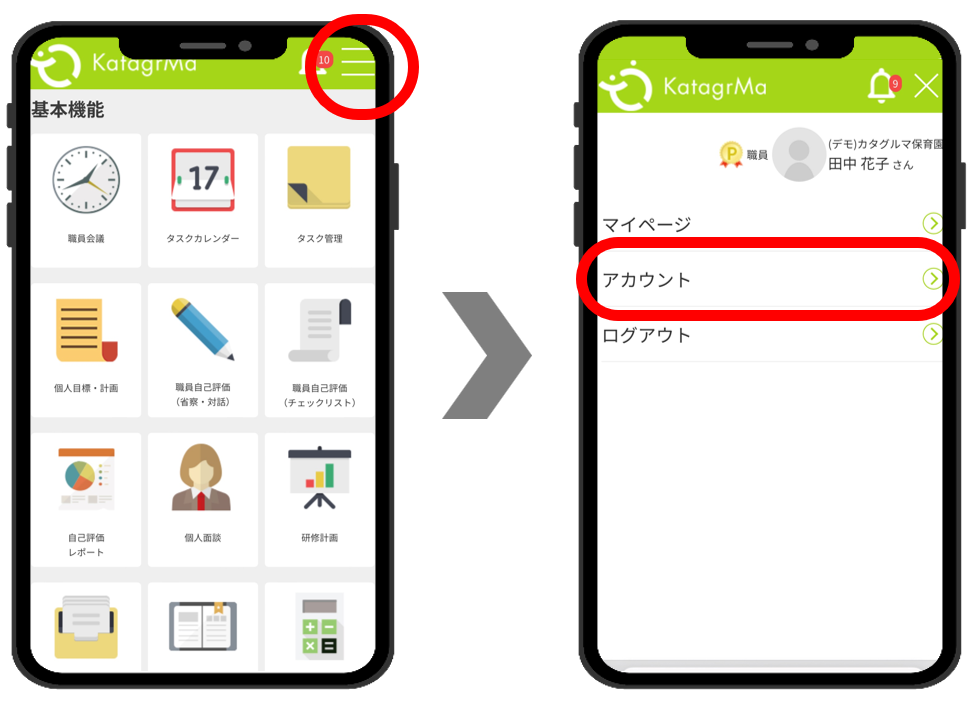 KatagrMa
10
基本機能
17
職員会議
タスクカレンダー
タスク管理
個人目標・計画
職員自己評価
（省察・対話）
職員自己評価
（チェックリスト）
自己評価
レポート
個人面談
研修計画
KatagrMa
9
P
職員
(デモ)カタグルマ保育園
田中 花子 さん
マイページ
アカウント
ログアウト